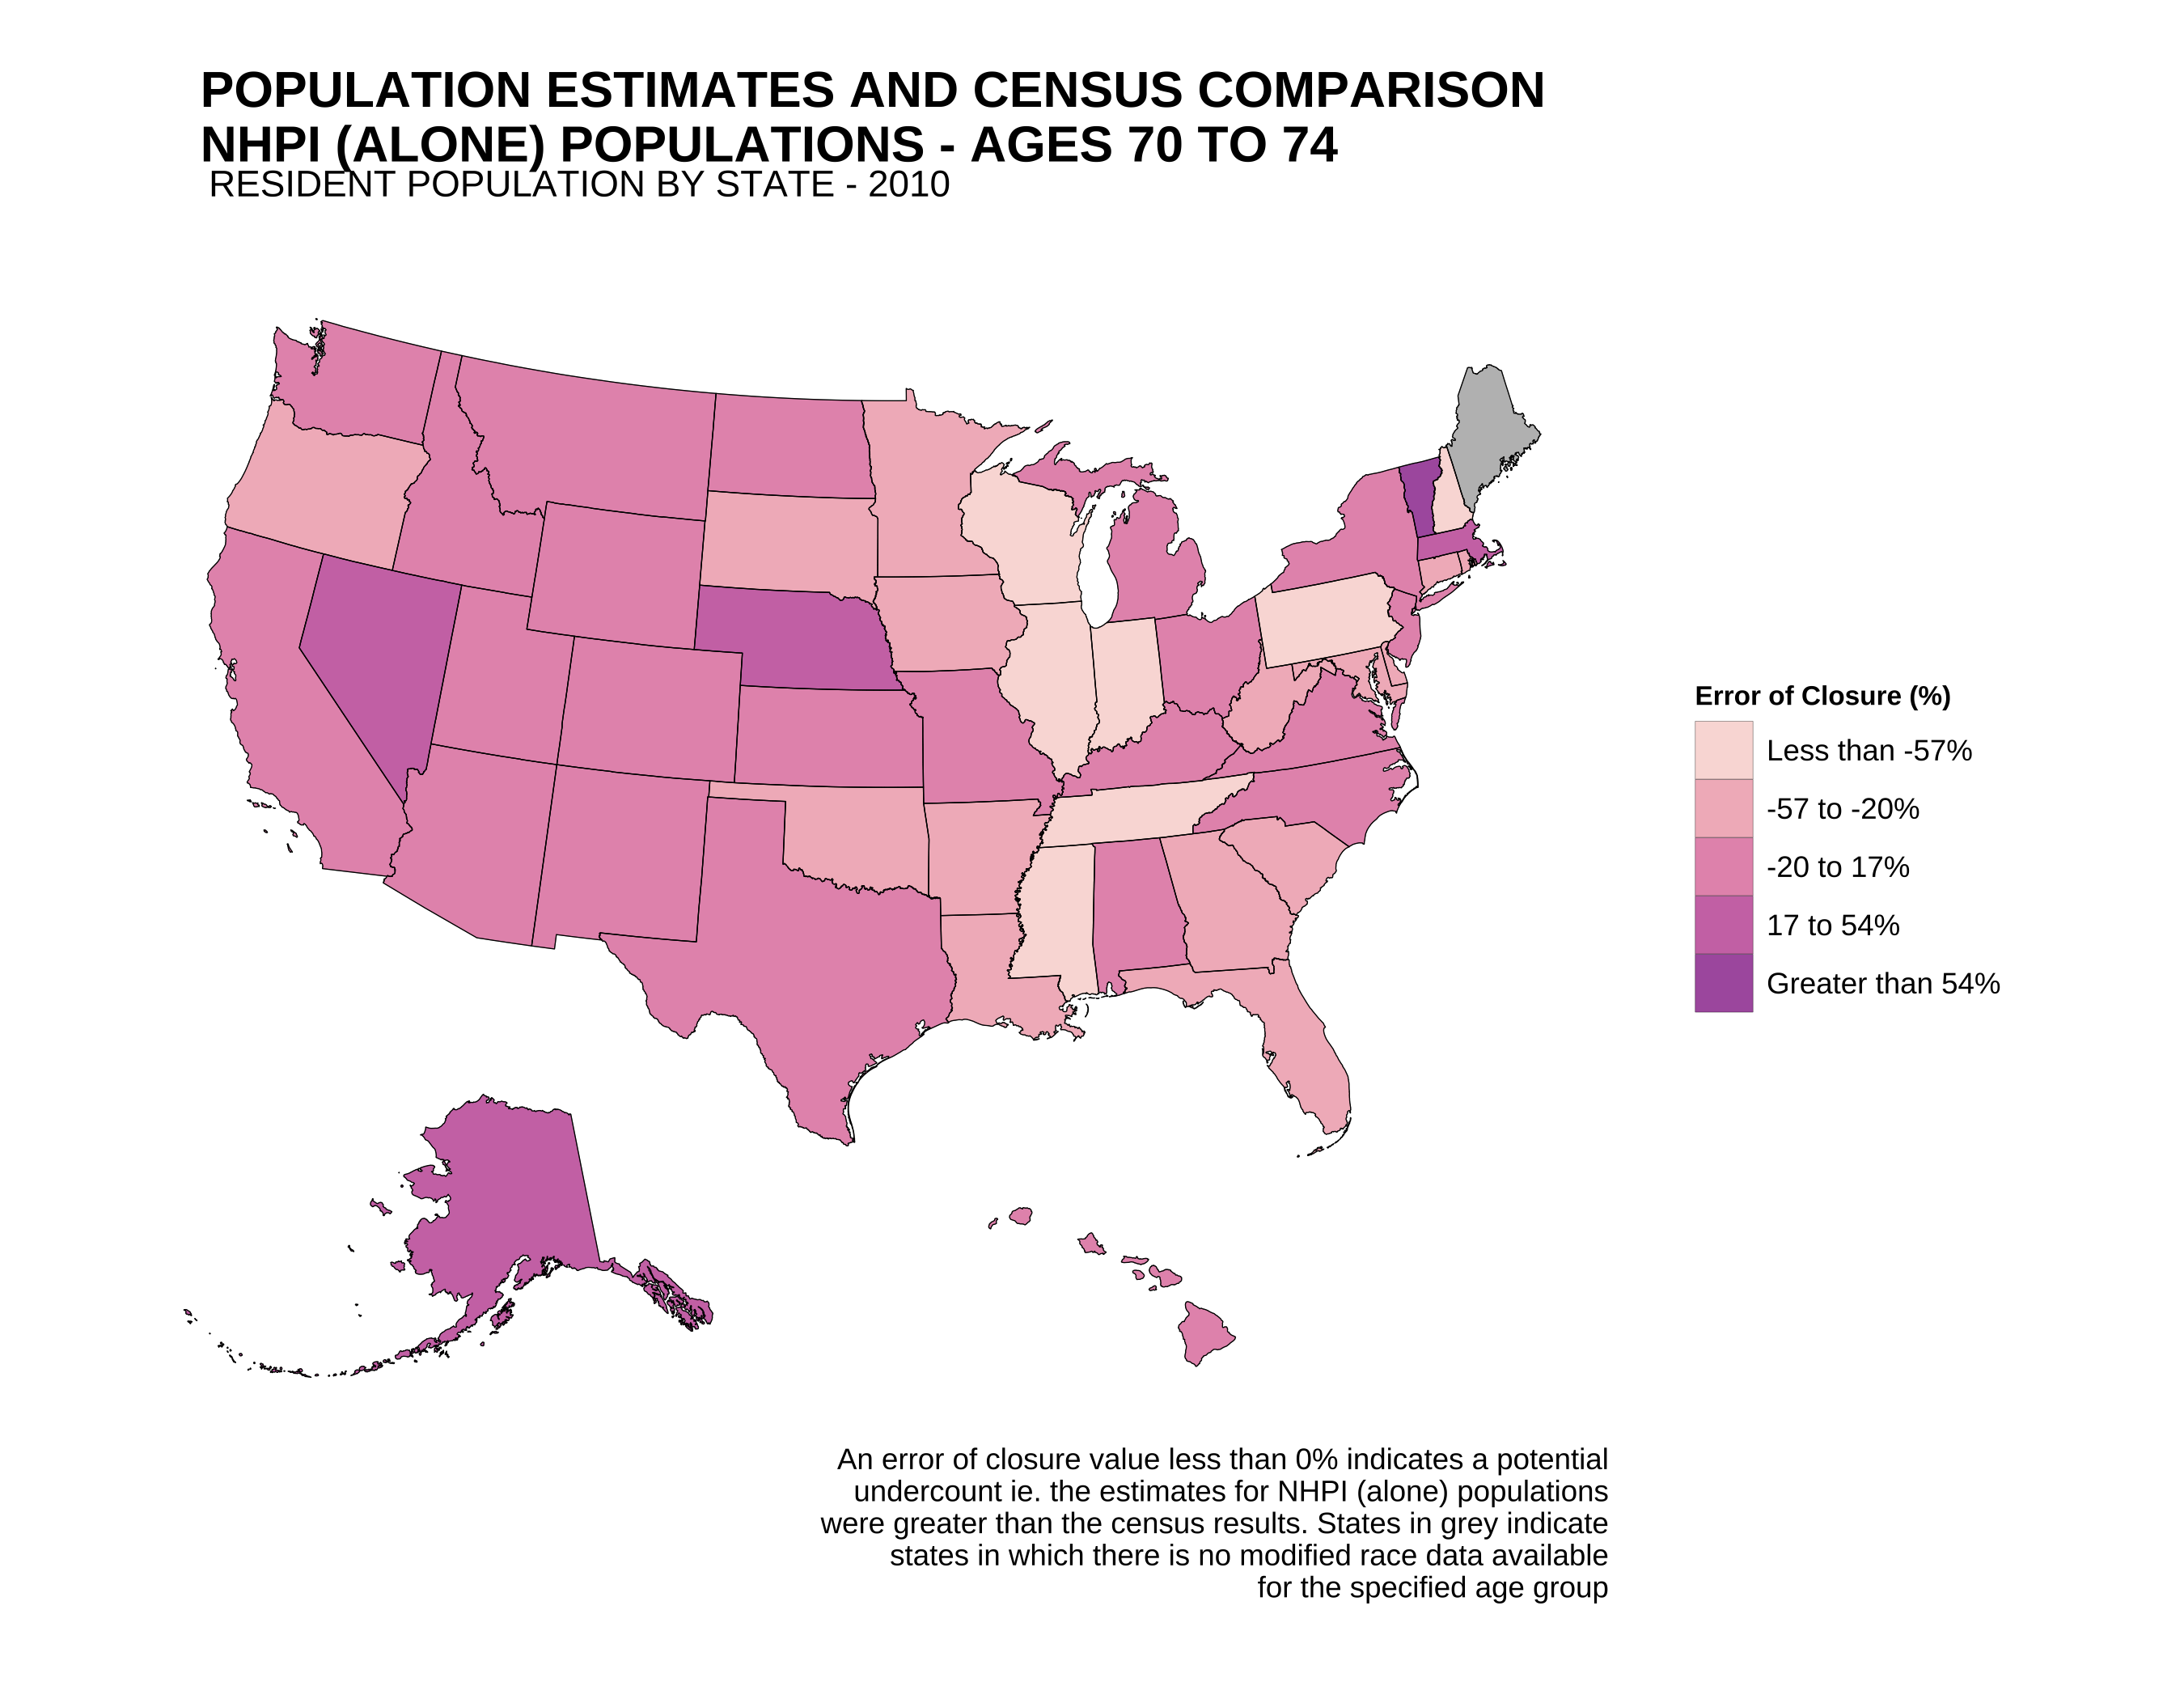 POPULATION ESTIMATES AND CENSUS COMPARISON
NHPI (ALONE) POPULATIONS - AGES 70 TO 74
RESIDENT POPULATION BY STATE - 2010
Error of Closure (%)
Less than -57%
-57 to -20%
-20 to 17%
17 to 54%
Greater than 54%
An error of closure value less than 0% indicates a potential
undercount ie. the estimates for NHPI (alone) populations
were greater than the census results. States in grey indicate
states in which there is no modified race data available
for the specified age group